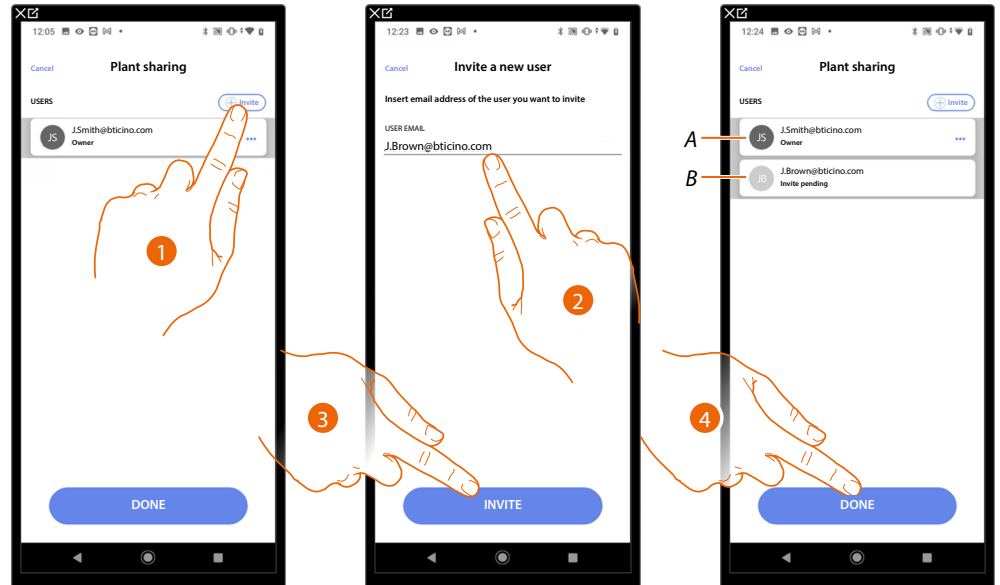 12:05
Cancel
Plant sharing
USERS
Invite
JS
J.Smith@bticino.com
Owner
1
DONE
12:23
Cancel
Invite a new user
Insert email address of the user you want to invite
USER EMAIL
J.Brown@bticino.com
2
3
INVITE
12:24
Cancel
Plant sharing
USERS
Invite
A
JS
J.Smith@bticino.com
Owner
B
JB
J.Brown@bticino.com
Invite pending
4
DONE